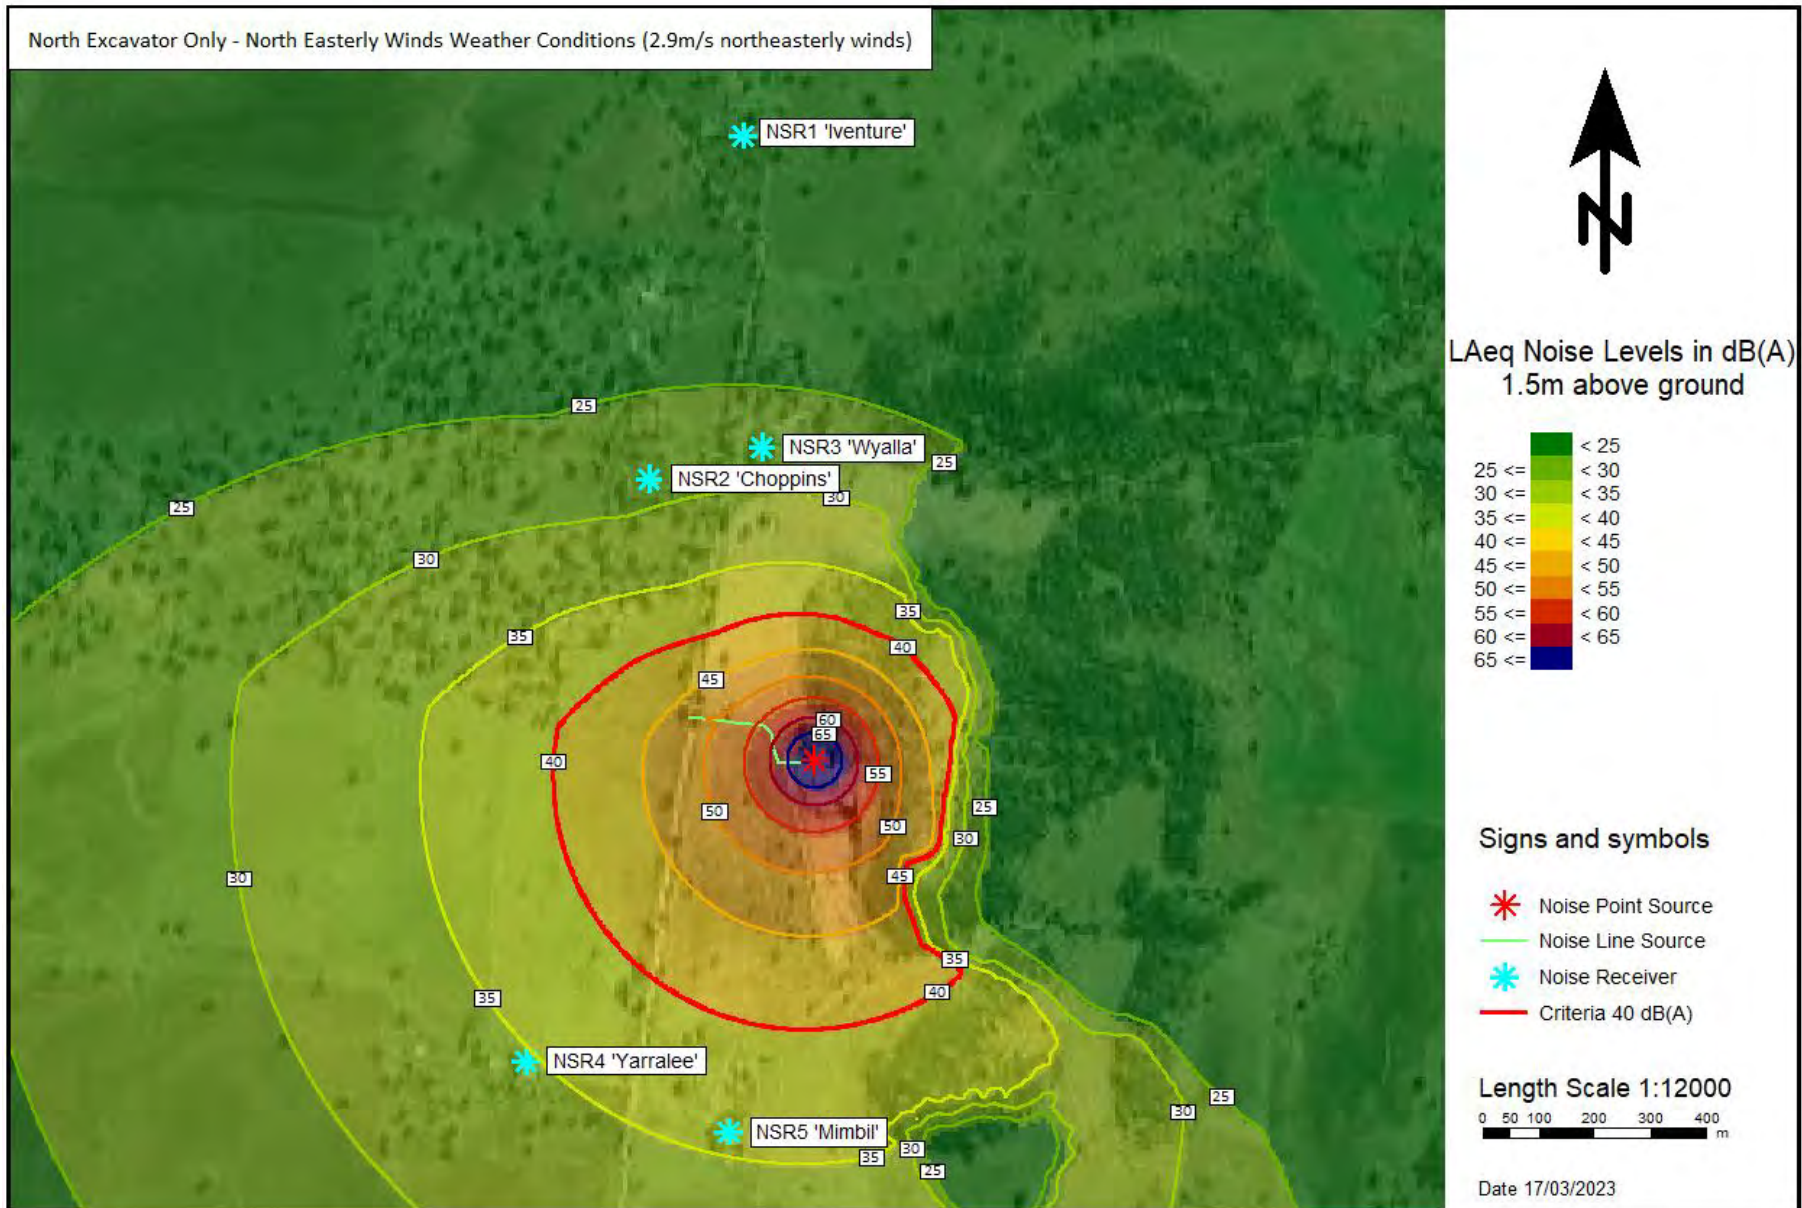 North Excavator Only - North Easterly Winds Weather Conditions (2.9m/s northeasterly winds)
NSR1 'Iventure'
25
NSR3 'Wyalla'
25
NSR2 'Choppins'
30
25
30
35
35
40
45
60
65
40
55
50
50
25
30
45
30
35
40
35
NSR4 'Yarralee'
25
30
NSR5 'Mimbil'
30
35
25
N
LAeq Noise Levels in dB(A)
1.5m above ground
< 25
25 <= < 30
30 <= < 35
35 <= < 40
40 <= < 45
45 <= < 50
50 <= < 55
55 <= < 60
60 <= < 65
65 <=
Signs and symbols
Noise Point Source
Noise Line Source
Noise Receiver
Criteria 40 dB(A)
Length Scale 1:12000
0 50 100 200 300 400
m
Date 17/03/2023